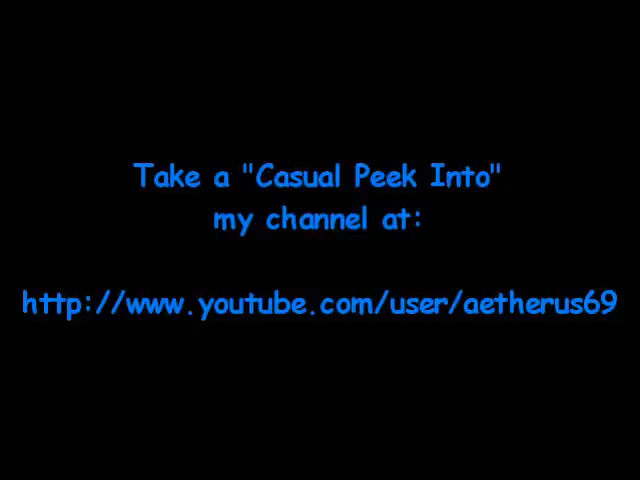 Take a "Casual Peek Into"
my channel at:
http://www.youtube.com/user/aetherus69